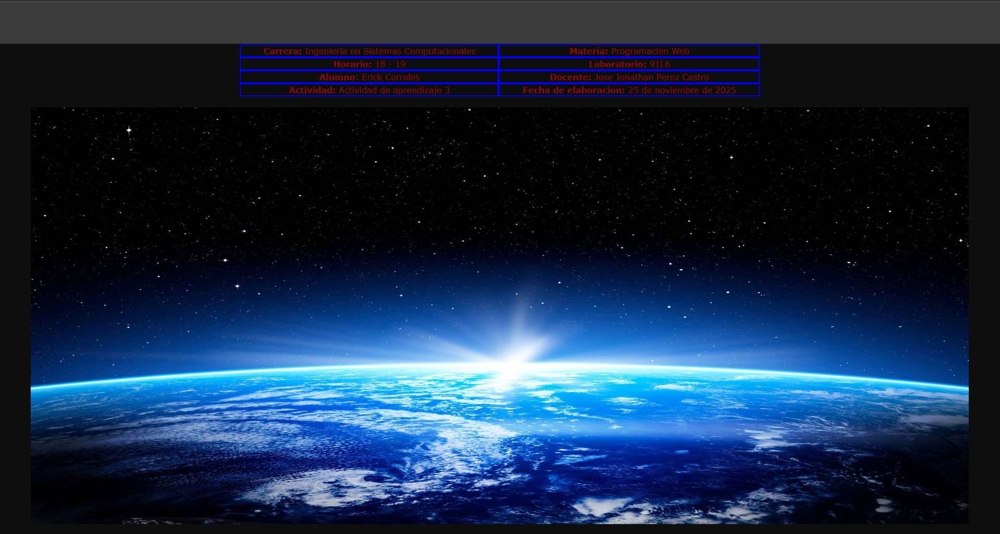 Carrera: Ingenieria en Sistemas Computacionales
Materia: Programacion Web
Horario: 18 - 19
Laboratorio: 91L6
Alumno: Erick Corrales
Docente: Jose Jonathan Perez Castro
Actividad: Actividad de aprendizaje 3
Fecha de elaboracion: 25 de noviembre de 2025